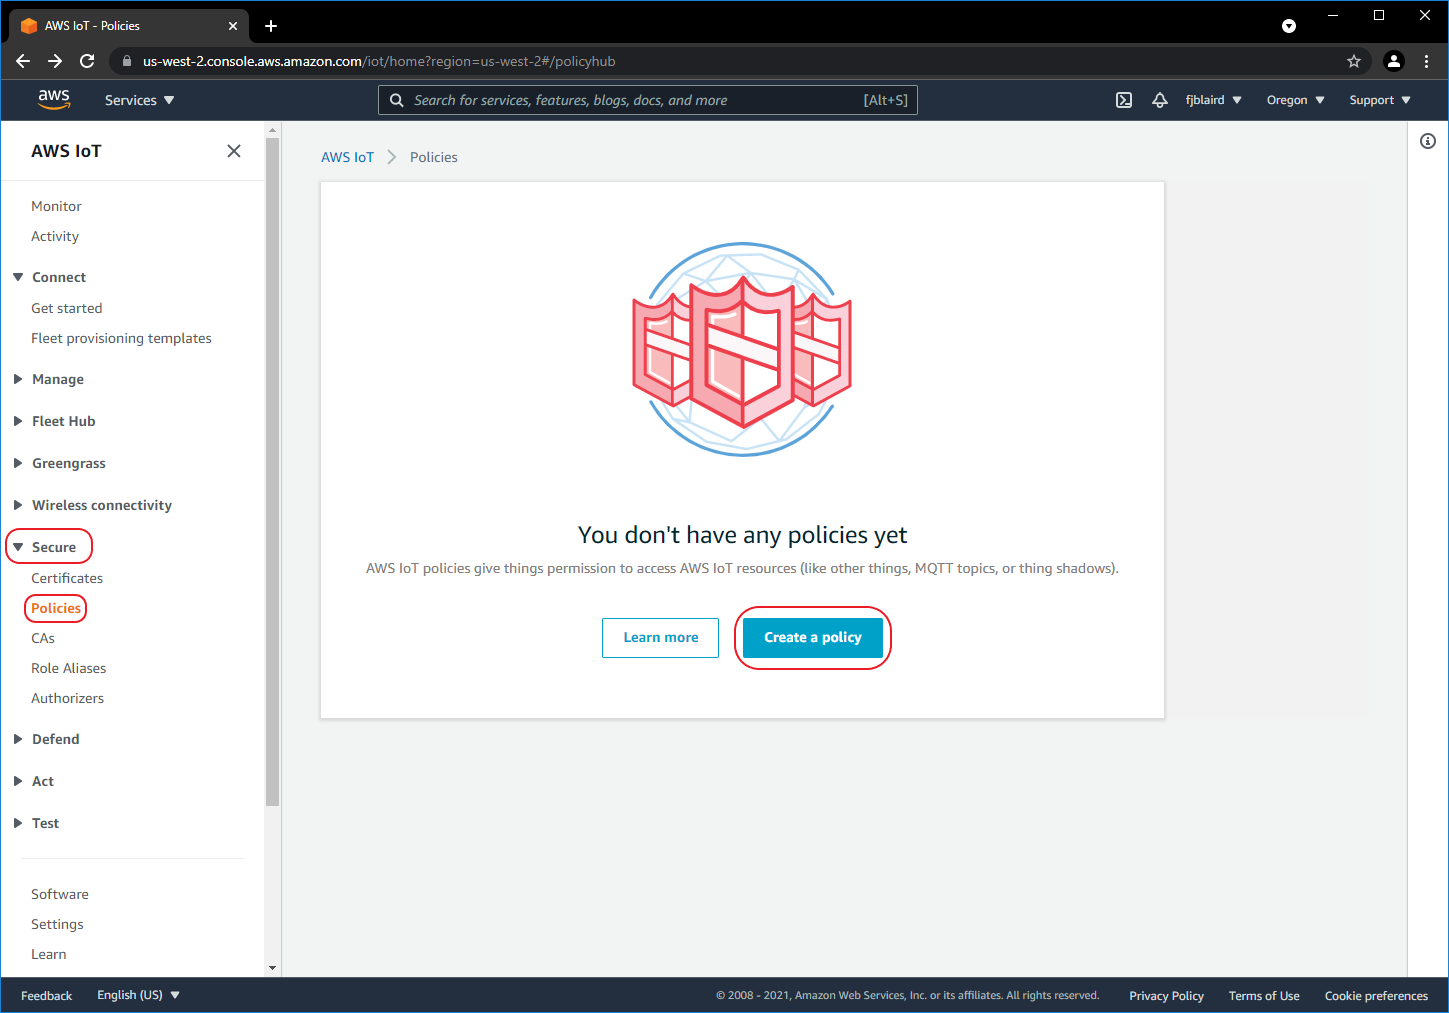 AWS IoT - Policies
us-west-2.console.aws.amazon.com/iot/home?region=us-west-2#/policyhub
aws Services Search for services, features, blogs, docs, and more [Alt+S] fjblaird Oregon Support
AWS IoT
Monitor
Activity
Connect
Get started
Fleet provisioning templates
Manage
Fleet Hub
Greengrass
Wireless connectivity
Secure
Certificates
Policies
CAs
Role Aliases
Authorizers
Defend
Act
Test
Software
Settings
Learn
AWS IoT Policies
You don't have any policies yet
AWS IoT policies give things permission to access AWS IoT resources (like other things, MQTT topics, or thing shadows).
Learn more Create a policy
Feedback English (US) © 2008 - 2021, Amazon Web Services, Inc. or its affiliates. All rights reserved. Privacy Policy Terms of Use Cookie preferences